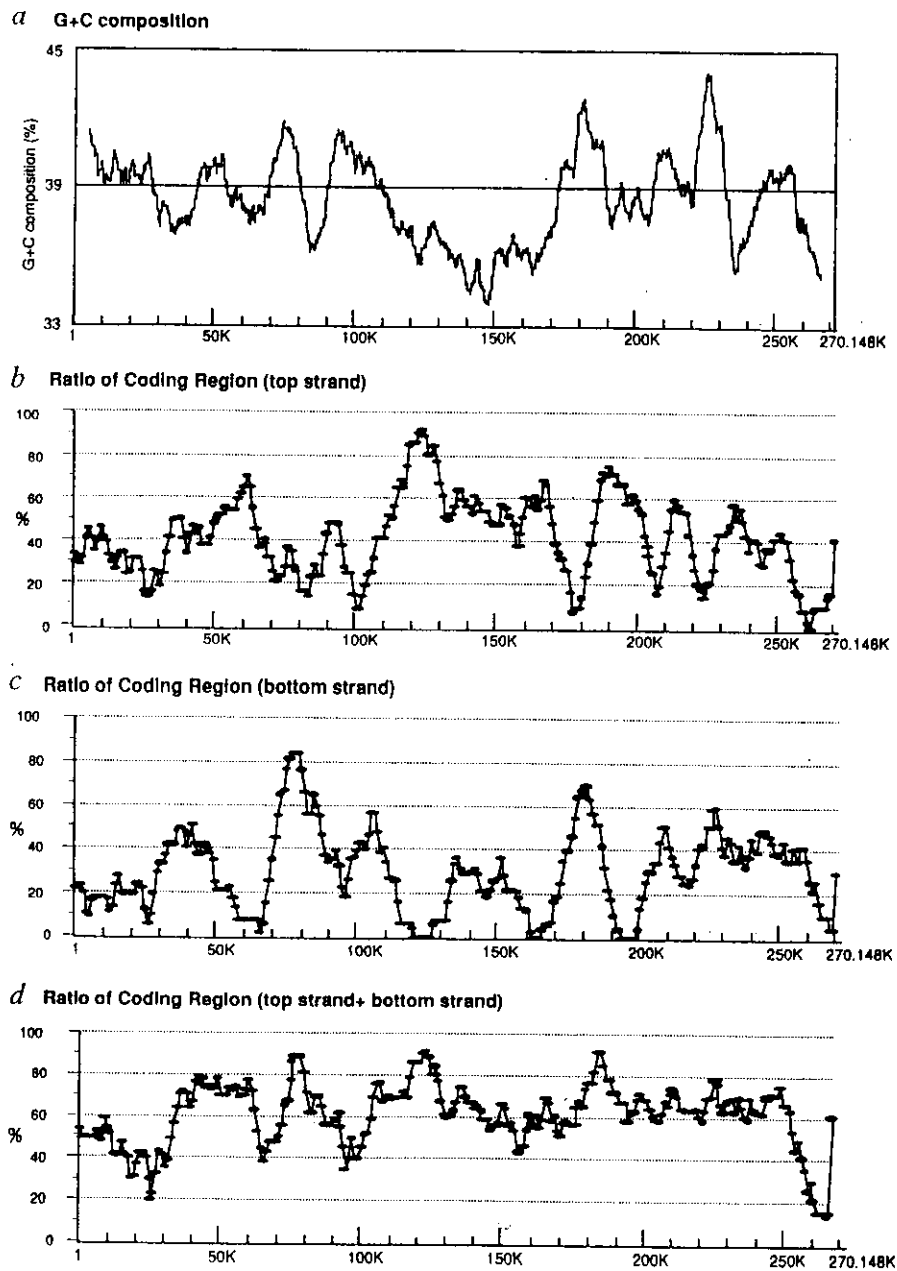 a G+C composition
45
G+C composition (%)
39
33
1 50K 100K 150K 200K 250K 270.148K
b Ratio of Coding Region (top strand)
100
80
60
%
40
20
0
1 50K 100K 150K 200K 250K 270.148K
c Ratio of Coding Region (bottom strand)
100
80
60
%
40
20
0
1 50K 100K 150K 200K 250K 270.148K
d Ratio of Coding Region (top strand+ bottom strand)
100
80
60
%
40
20
0
1 50K 100K 150K 200K 250K 270.148K